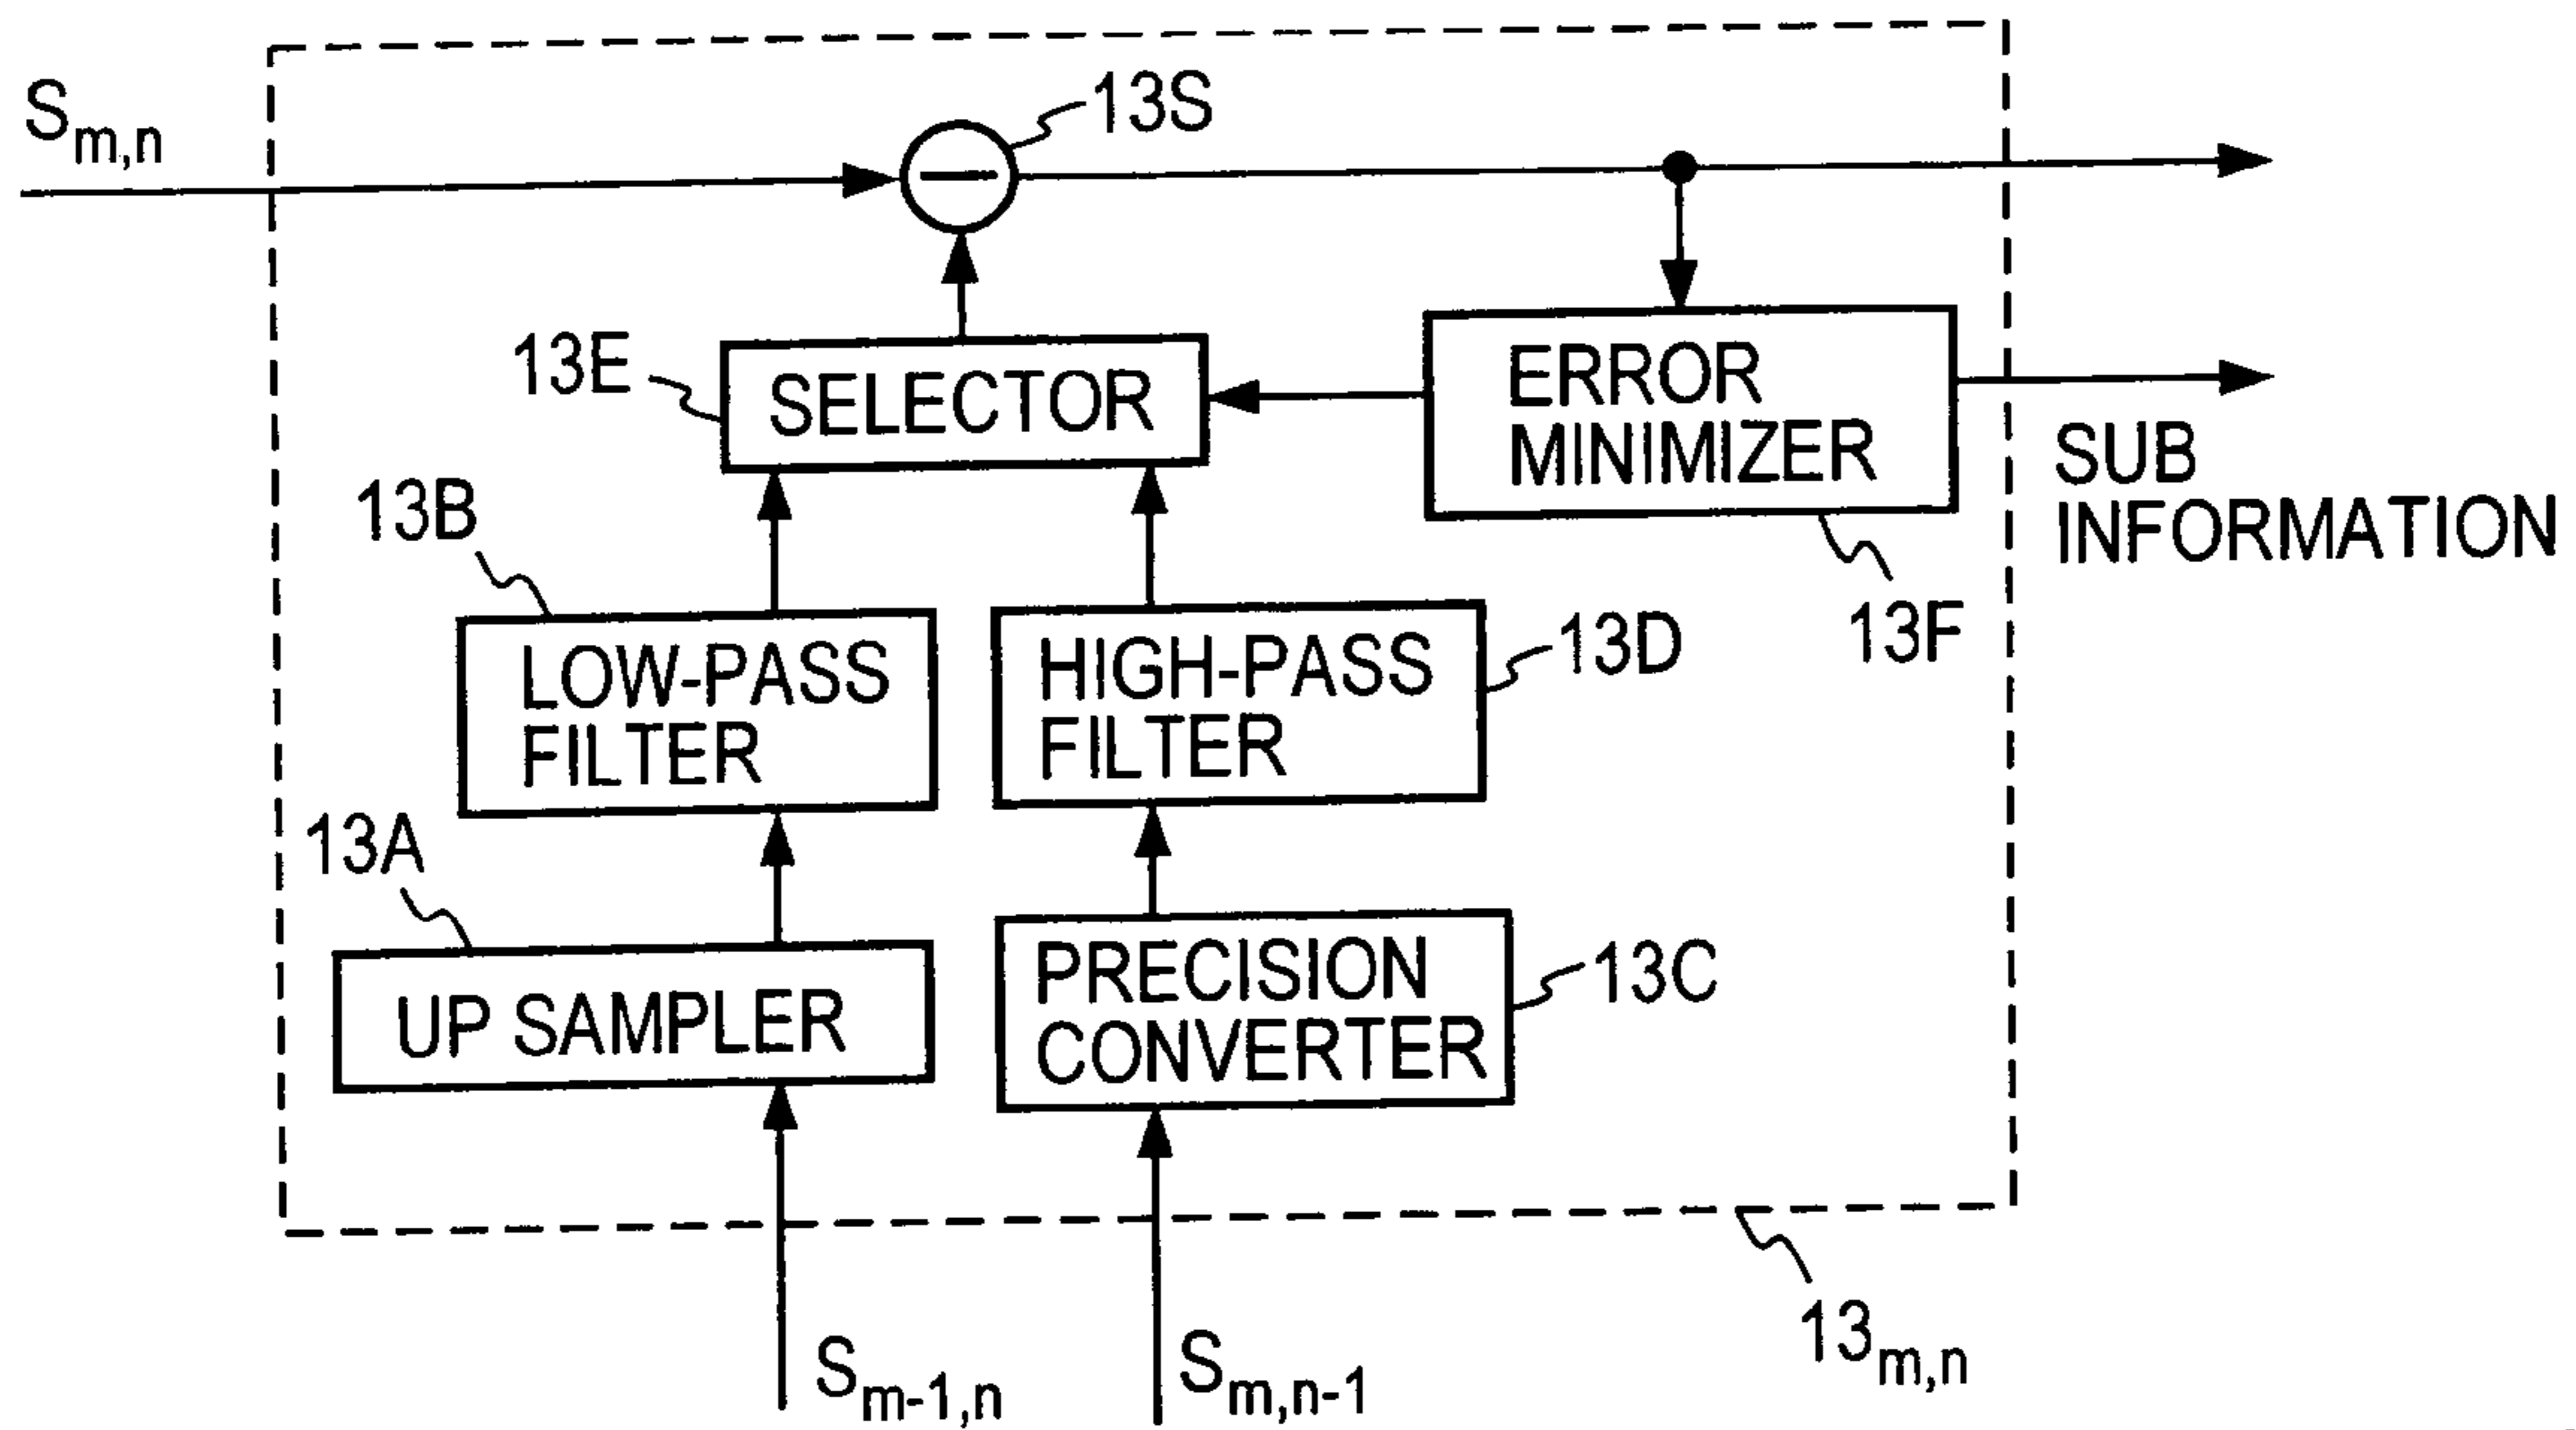 S_{m,n}
13S
13E
SELECTOR
ERROR
MINIMIZER
SUB
INFORMATION
13B
13F
LOW-PASS
FILTER
HIGH-PASS
FILTER
13D
13A
UP SAMPLER
PRECISION
CONVERTER
13C
S_{m-1,n}
S_{m,n-1}
13_{m,n}